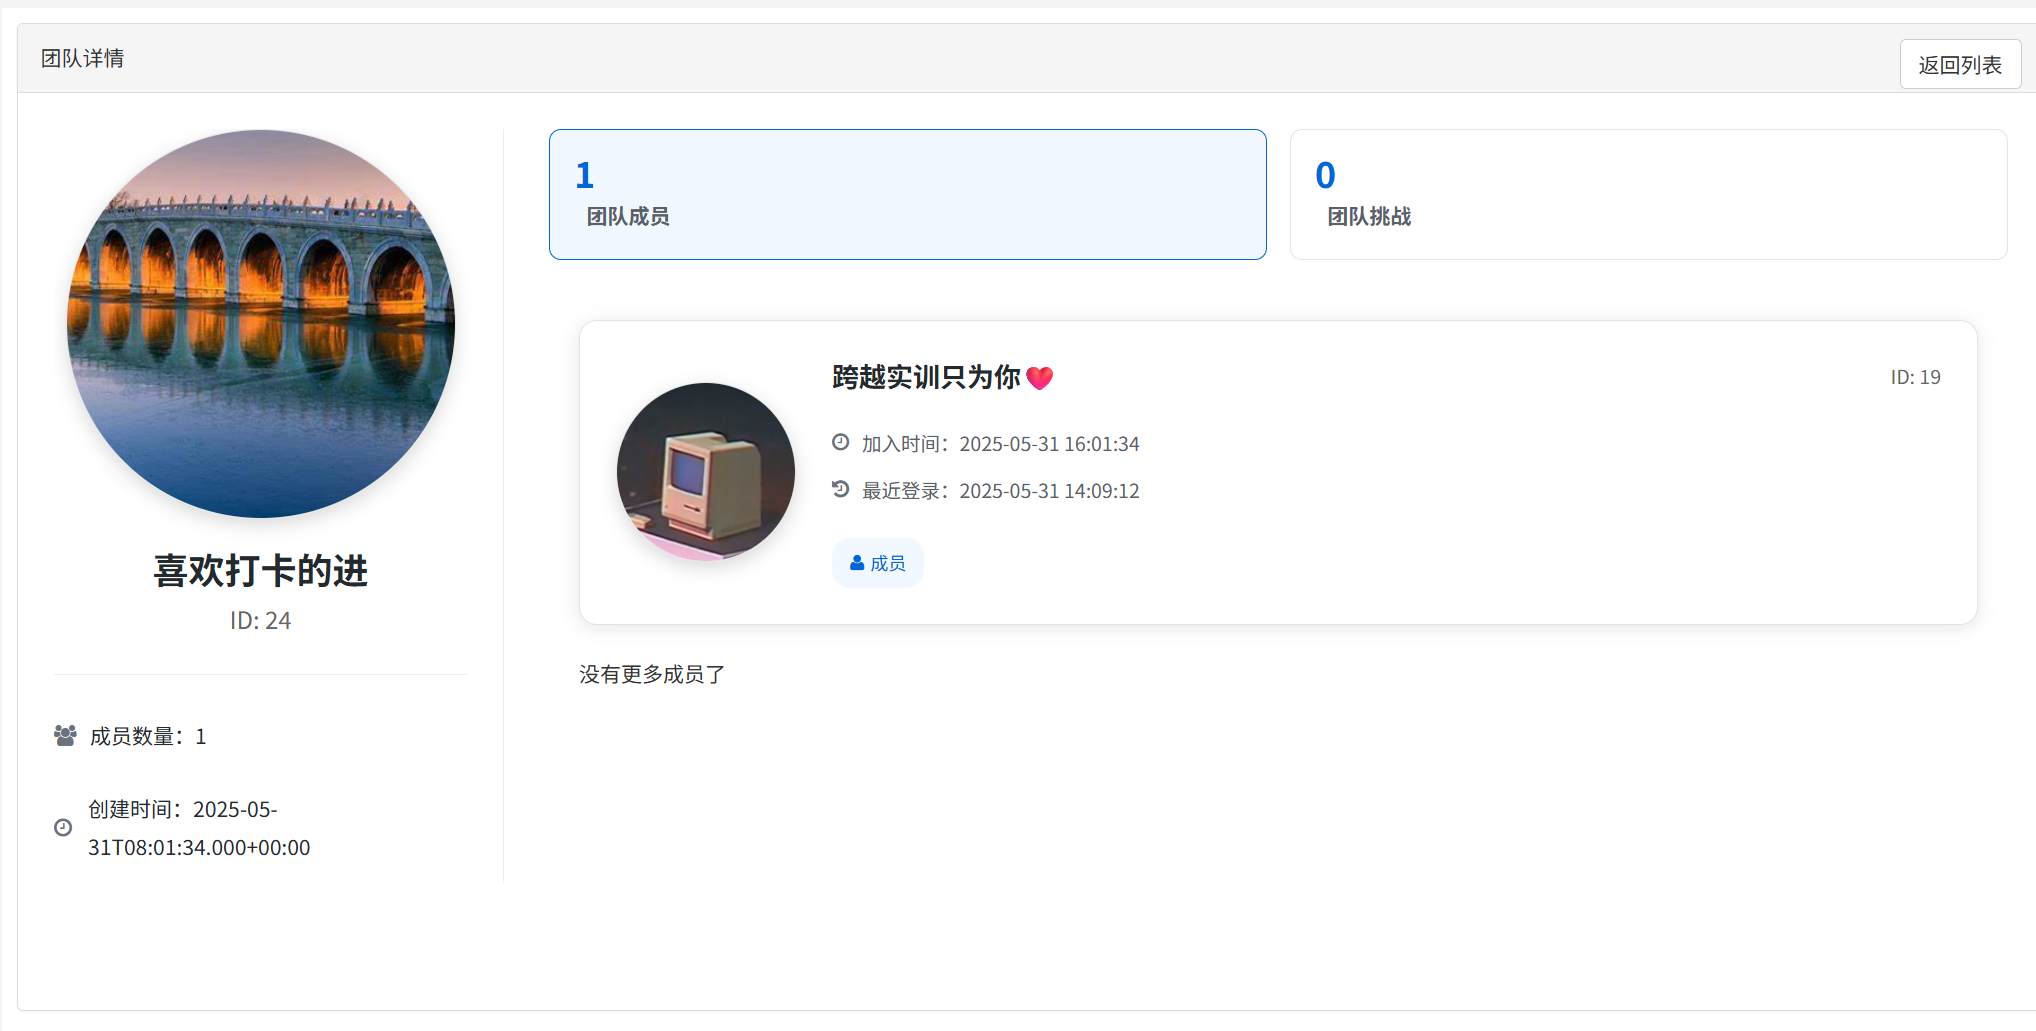 团队详情
返回列表
喜欢打卡的进
ID: 24
成员数量：1
创建时间：2025-05-
31T08:01:34.000+00:00
1
团队成员
0
团队挑战
跨越实训只为你❤️
ID: 19
加入时间：2025-05-31 16:01:34
最近登录：2025-05-31 14:09:12
成员
没有更多成员了